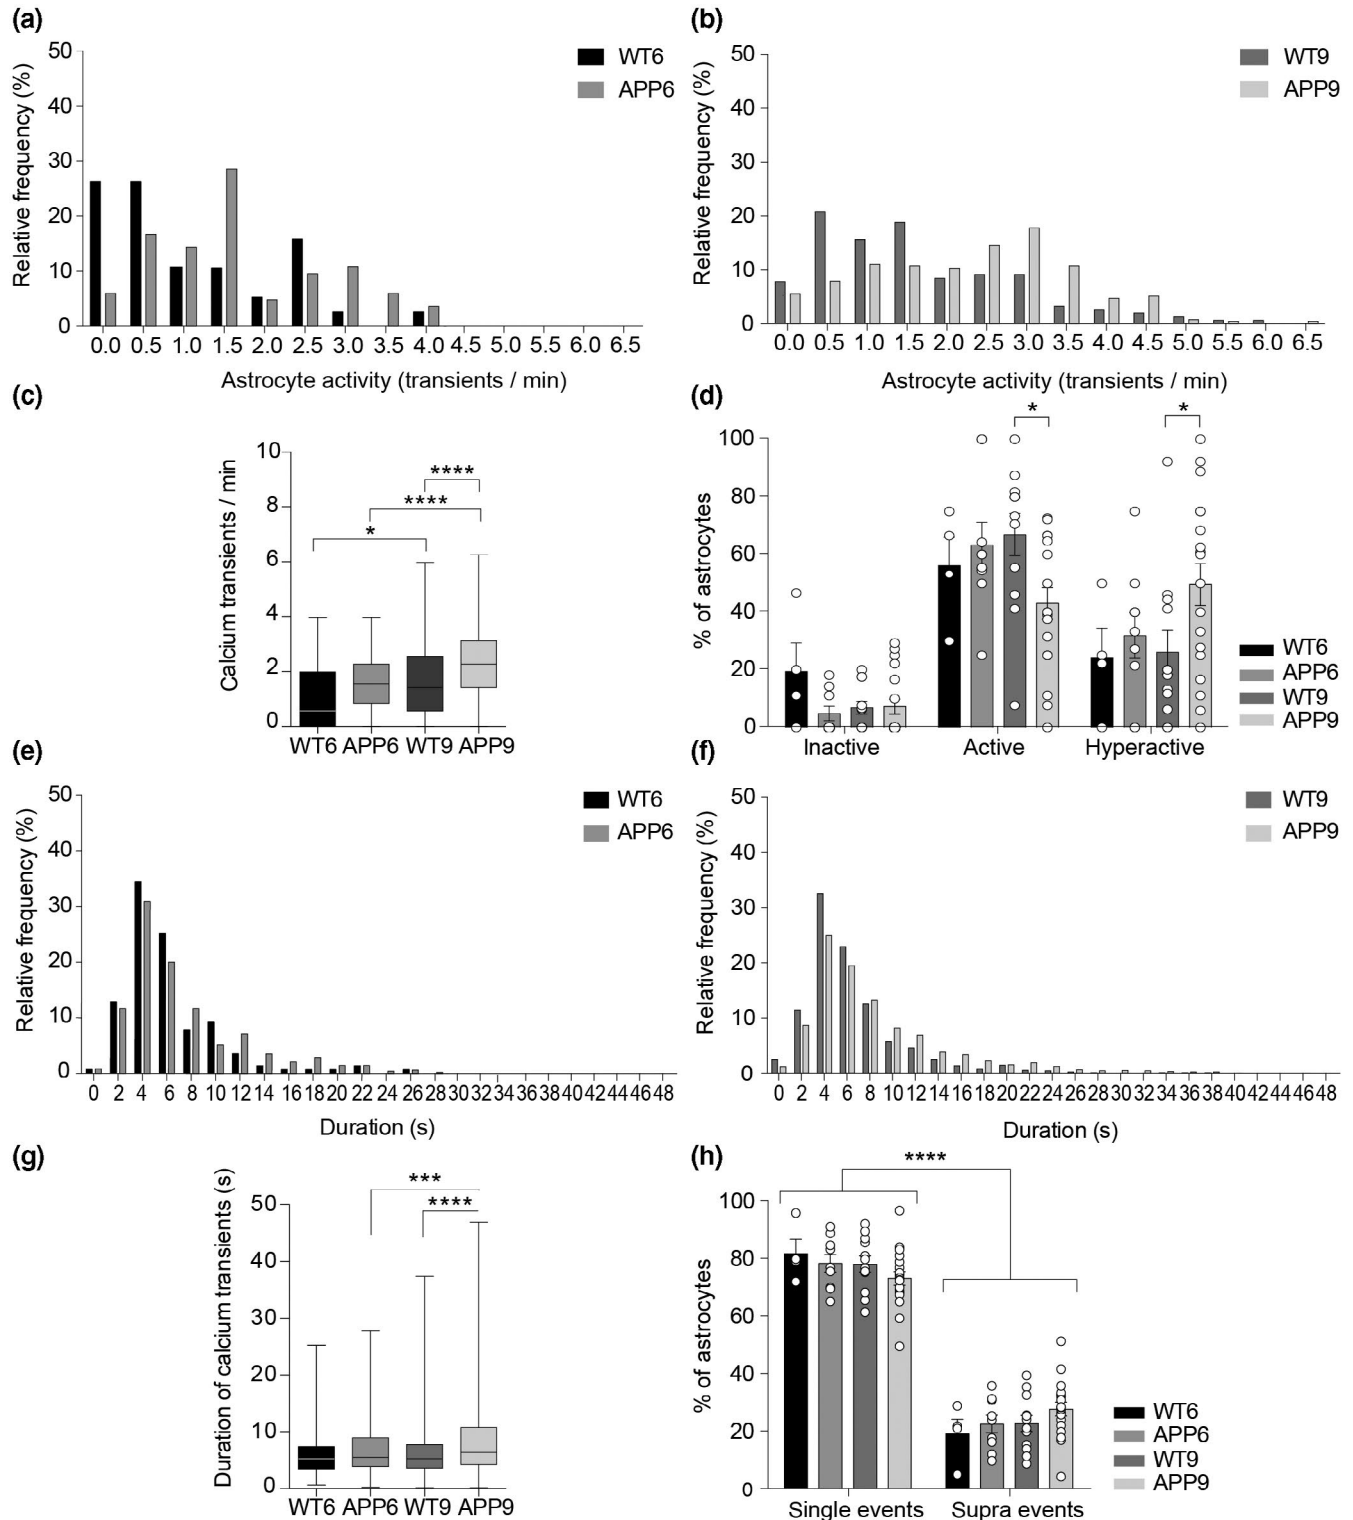 (a)
50
40
30
20
10
0
Relative frequency (%)
WT6
APP6
0.0 0.5 1.0 1.5 2.0 2.5 3.0 3.5 4.0 4.5 5.0 5.5 6.0 6.5
Astrocyte activity (transients / min)
(b)
50
40
30
20
10
0
Relative frequency (%)
WT9
APP9
0.0 0.5 1.0 1.5 2.0 2.5 3.0 3.5 4.0 4.5 5.0 5.5 6.0 6.5
Astrocyte activity (transients / min)
(c)
10
8
6
4
2
0
Calcium transients / min
****
****
*
WT6 APP6 WT9 APP9
(d)
100
80
60
40
20
0
% of astrocytes
*
*
WT6
APP6
WT9
APP9
Inactive Active Hyperactive
(e)
50
40
30
20
10
0
Relative frequency (%)
WT6
APP6
0 2 4 6 8 10 12 14 16 18 20 22 24 26 28 30 32 34 36 38 40 42 44 46 48
Duration (s)
(f)
50
40
30
20
10
0
Relative frequency (%)
WT9
APP9
0 2 4 6 8 10 12 14 16 18 20 22 24 26 28 30 32 34 36 38 40 42 44 46 48
Duration (s)
(g)
50
40
30
20
10
0
Duration of calcium transients (s)
***
****
WT6 APP6 WT9 APP9
(h)
100
80
60
40
20
0
% of astrocytes
****
WT6
APP6
WT9
APP9
Single events Supra events